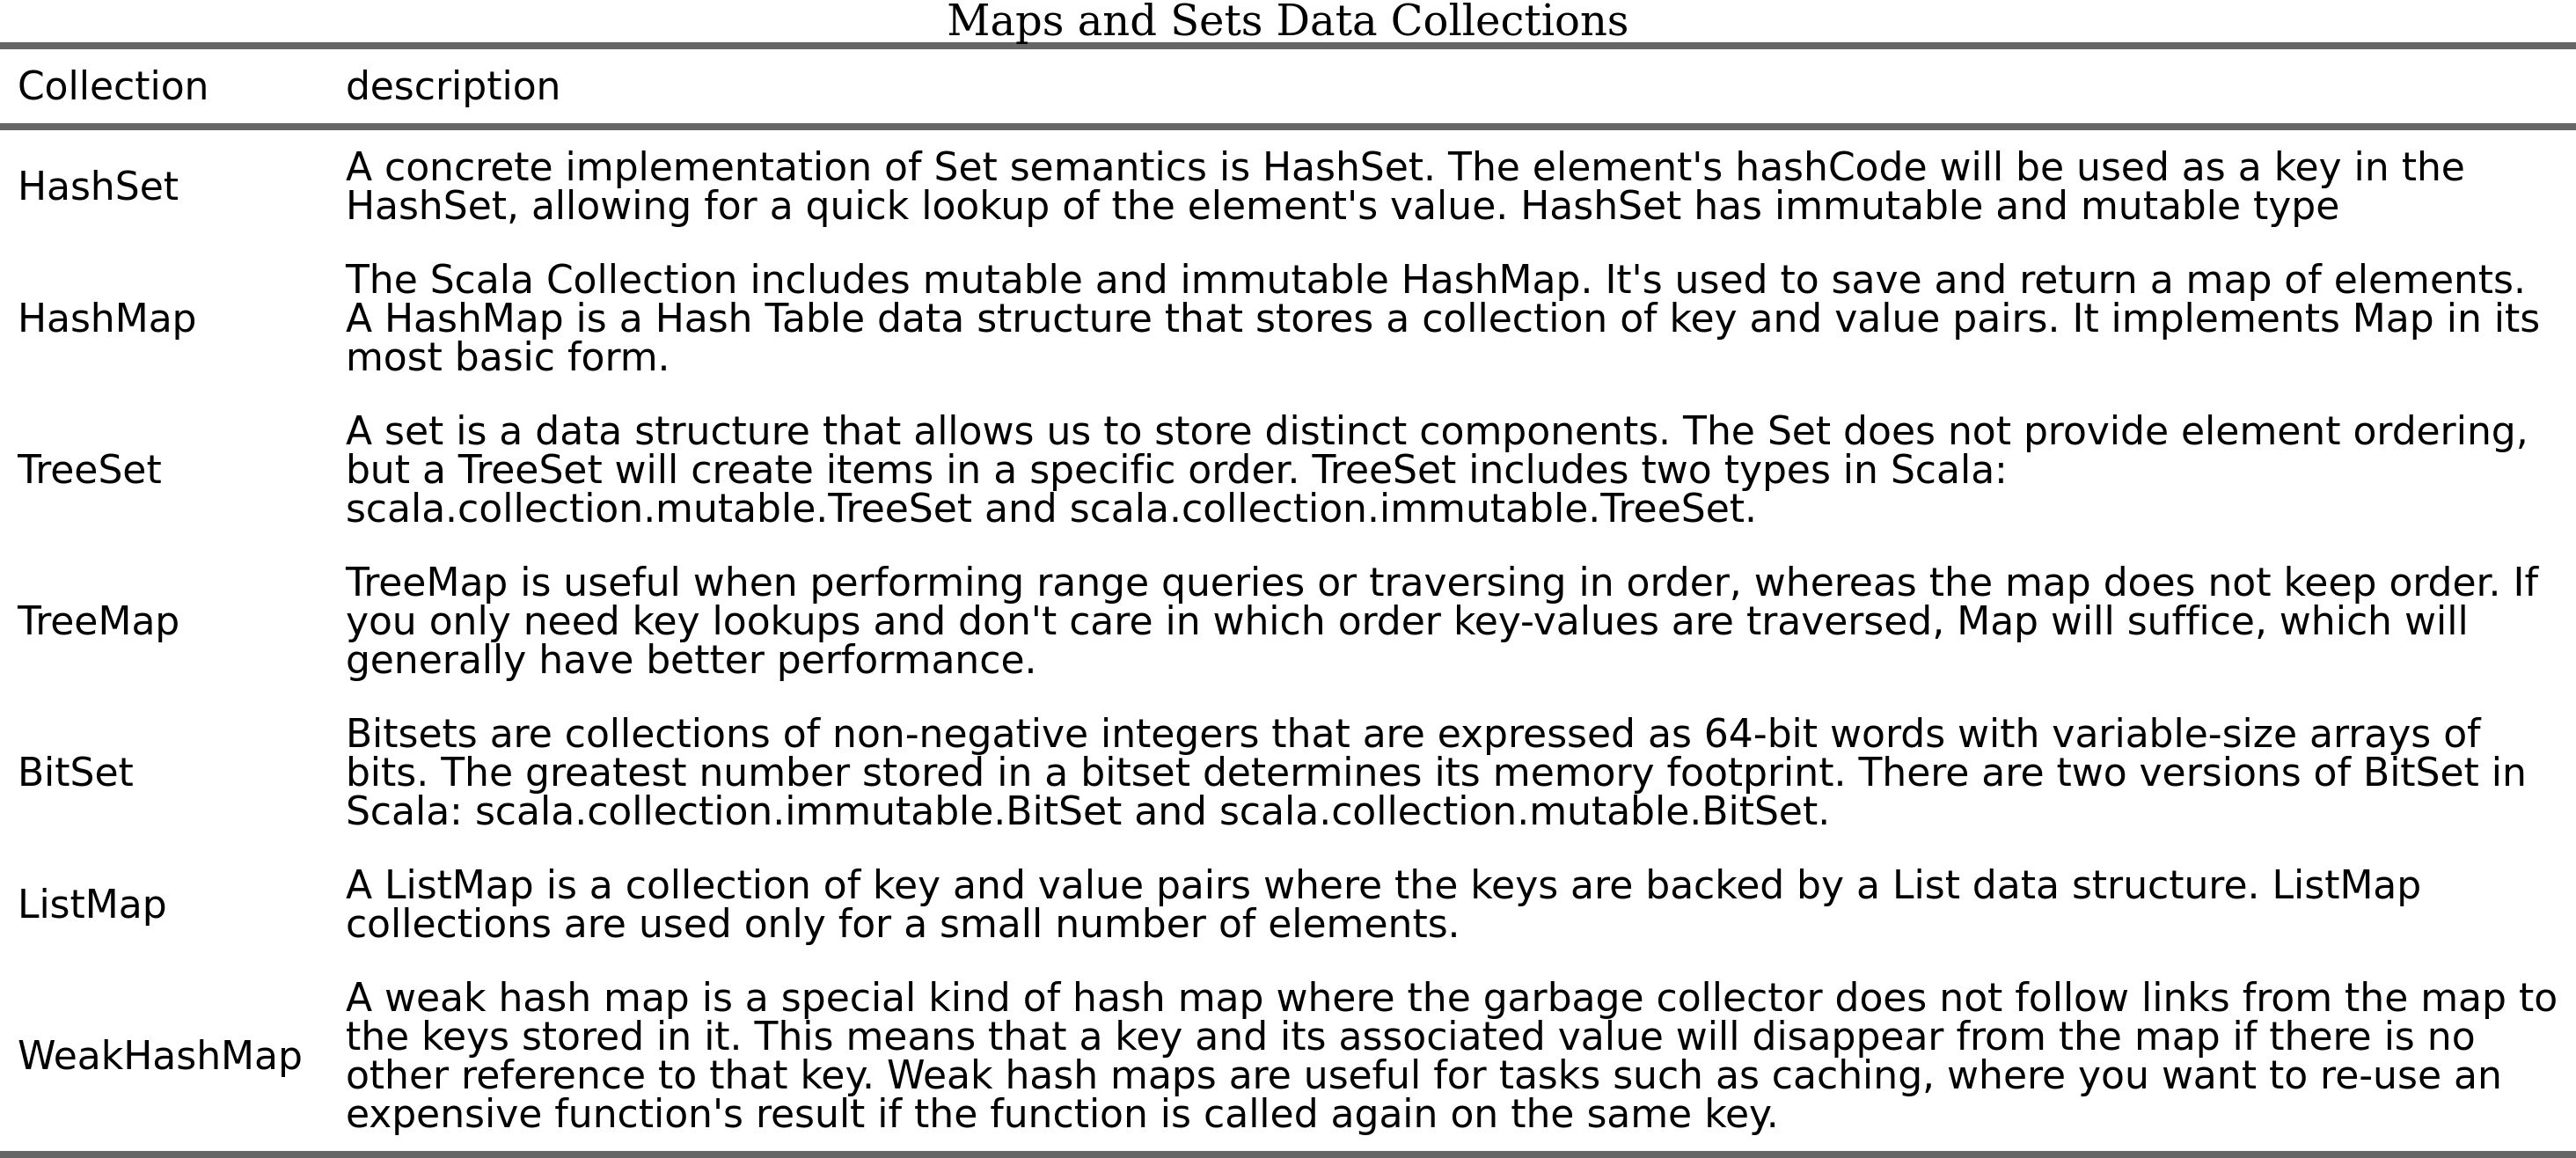 Maps and Sets Data Collections
Collection description
HashSet
A concrete implementation of Set semantics is HashSet. The element's hashCode will be used as a key in the
HashSet, allowing for a quick lookup of the element's value. HashSet has immutable and mutable type
HashMap
The Scala Collection includes mutable and immutable HashMap. It's used to save and return a map of elements.
A HashMap is a Hash Table data structure that stores a collection of key and value pairs. It implements Map in its
most basic form.
TreeSet
A set is a data structure that allows us to store distinct components. The Set does not provide element ordering,
but a TreeSet will create items in a specific order. TreeSet includes two types in Scala:
scala.collection.mutable.TreeSet and scala.collection.immutable.TreeSet.
TreeMap
TreeMap is useful when performing range queries or traversing in order, whereas the map does not keep order. If
you only need key lookups and don't care in which order key-values are traversed, Map will suffice, which will
generally have better performance.
BitSet
Bitsets are collections of non-negative integers that are expressed as 64-bit words with variable-size arrays of
bits. The greatest number stored in a bitset determines its memory footprint. There are two versions of BitSet in
Scala: scala.collection.immutable.BitSet and scala.collection.mutable.BitSet.
ListMap
A ListMap is a collection of key and value pairs where the keys are backed by a List data structure. ListMap
collections are used only for a small number of elements.
WeakHashMap
A weak hash map is a special kind of hash map where the garbage collector does not follow links from the map to
the keys stored in it. This means that a key and its associated value will disappear from the map if there is no
other reference to that key. Weak hash maps are useful for tasks such as caching, where you want to re-use an
expensive function's result if the function is called again on the same key.